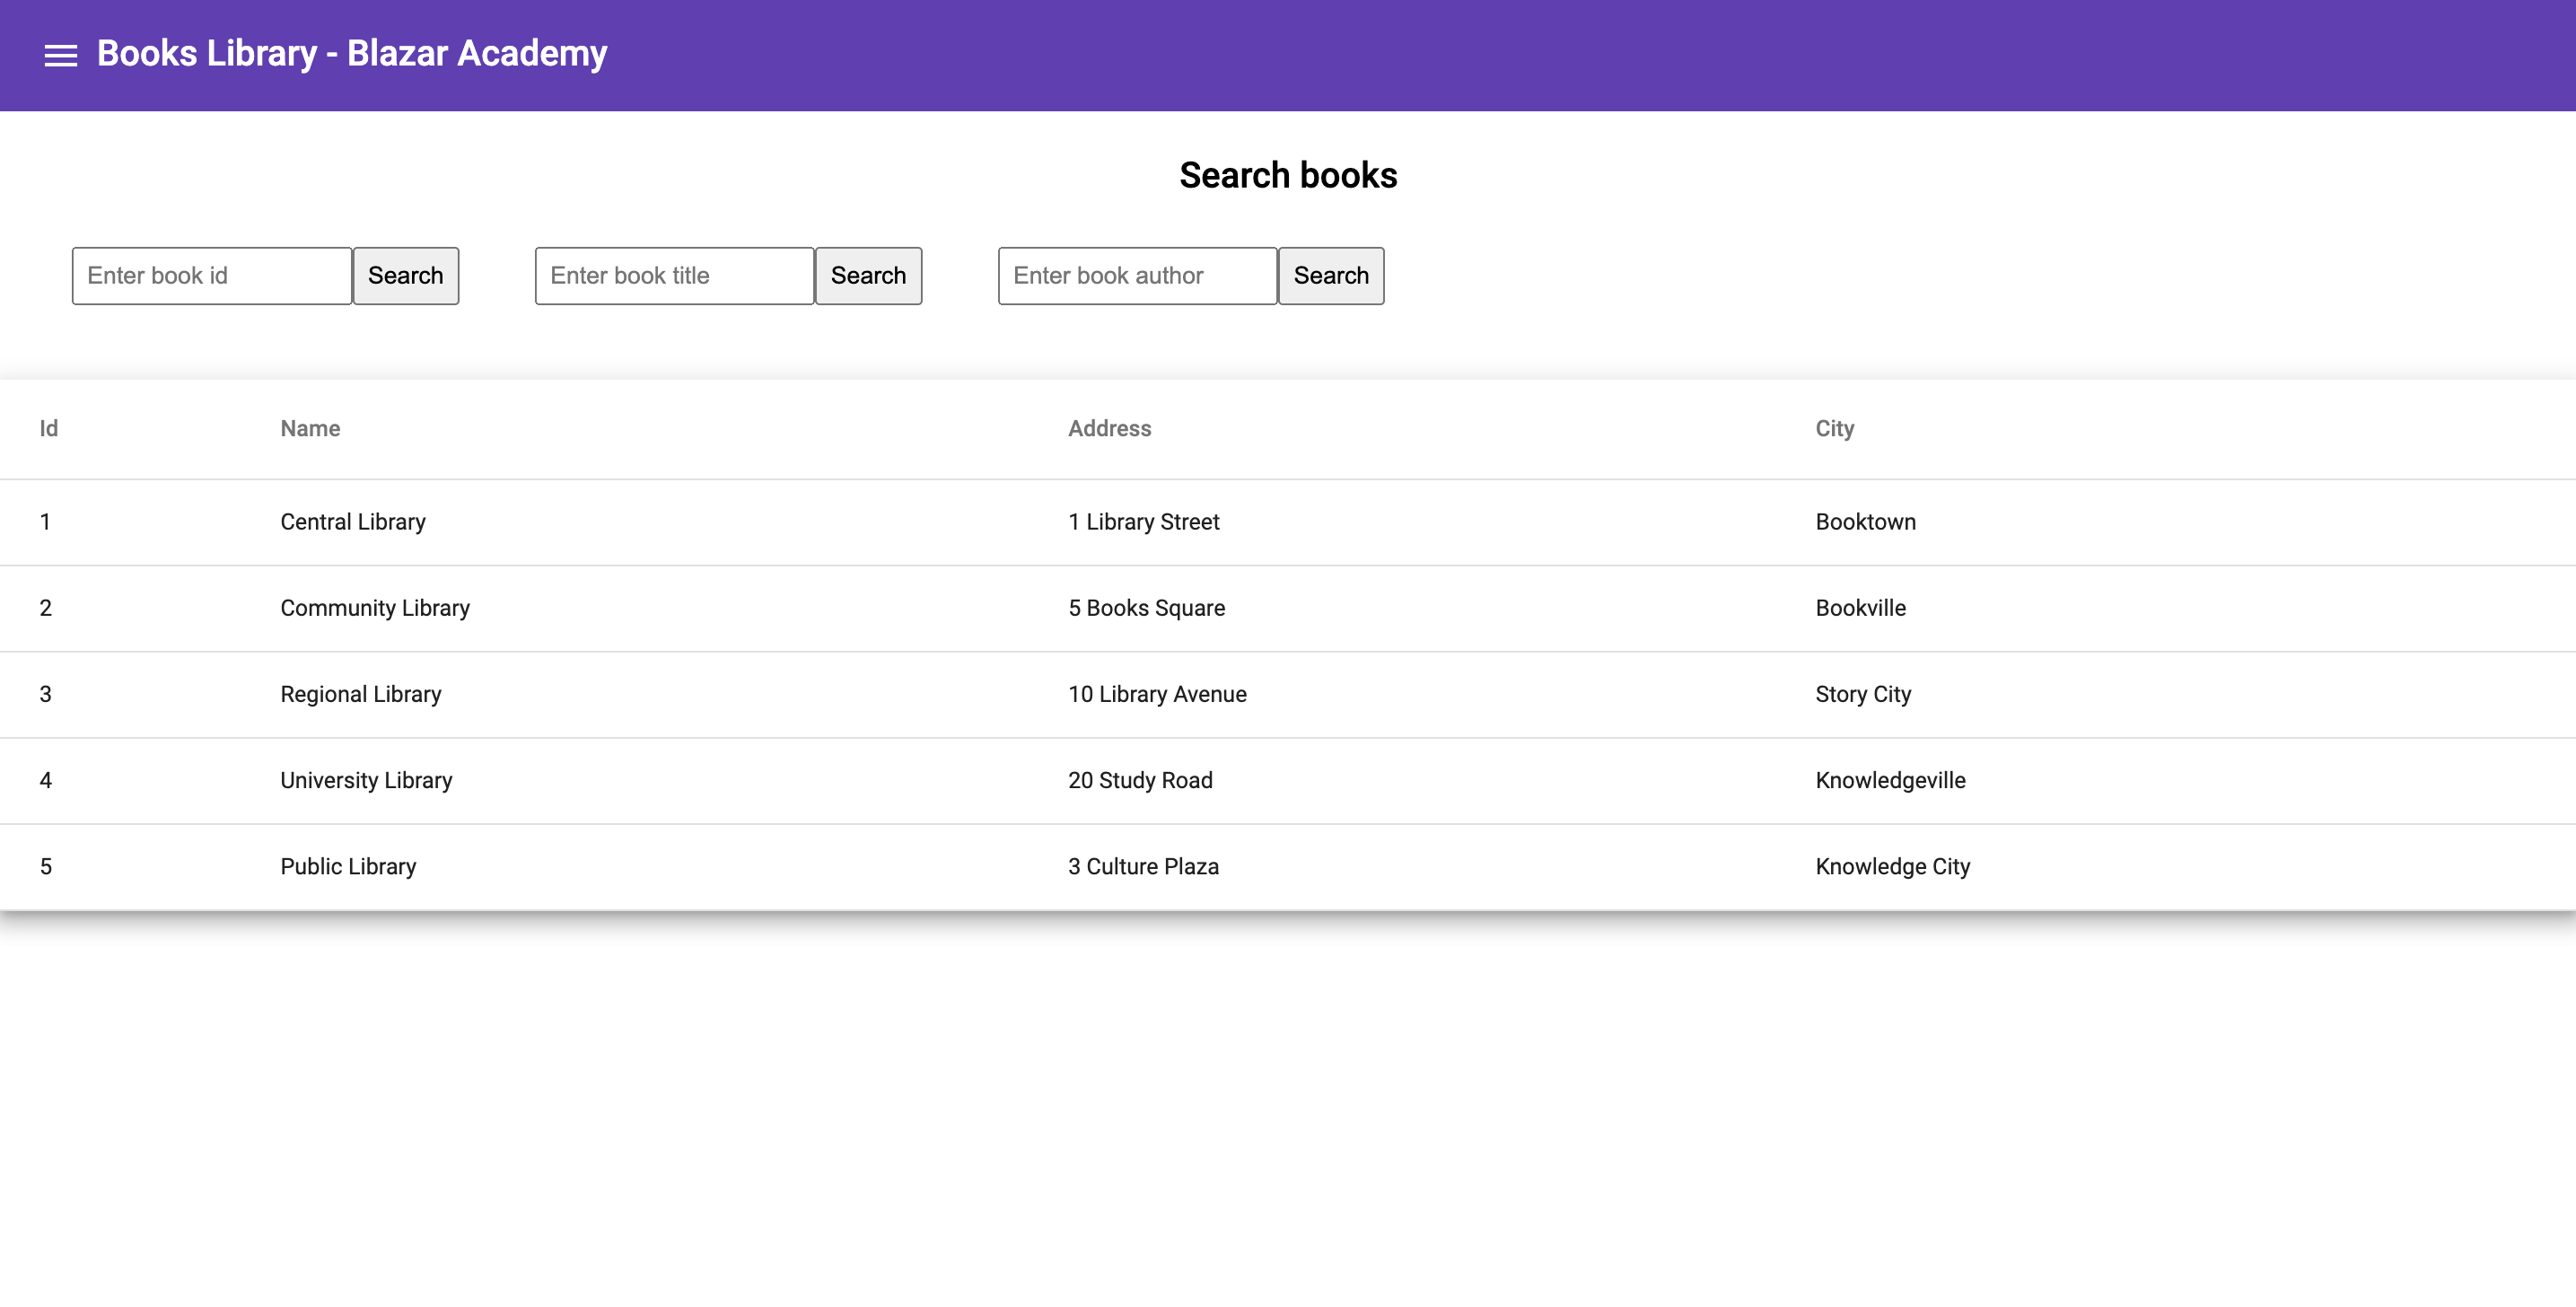 Books Library - Blazar Academy
Search books
Enter book id Search Enter book title Search Enter book author Search
Id Name Address City
1 Central Library 1 Library Street Booktown
2 Community Library 5 Books Square Bookville
3 Regional Library 10 Library Avenue Story City
4 University Library 20 Study Road Knowledgeville
5 Public Library 3 Culture Plaza Knowledge City